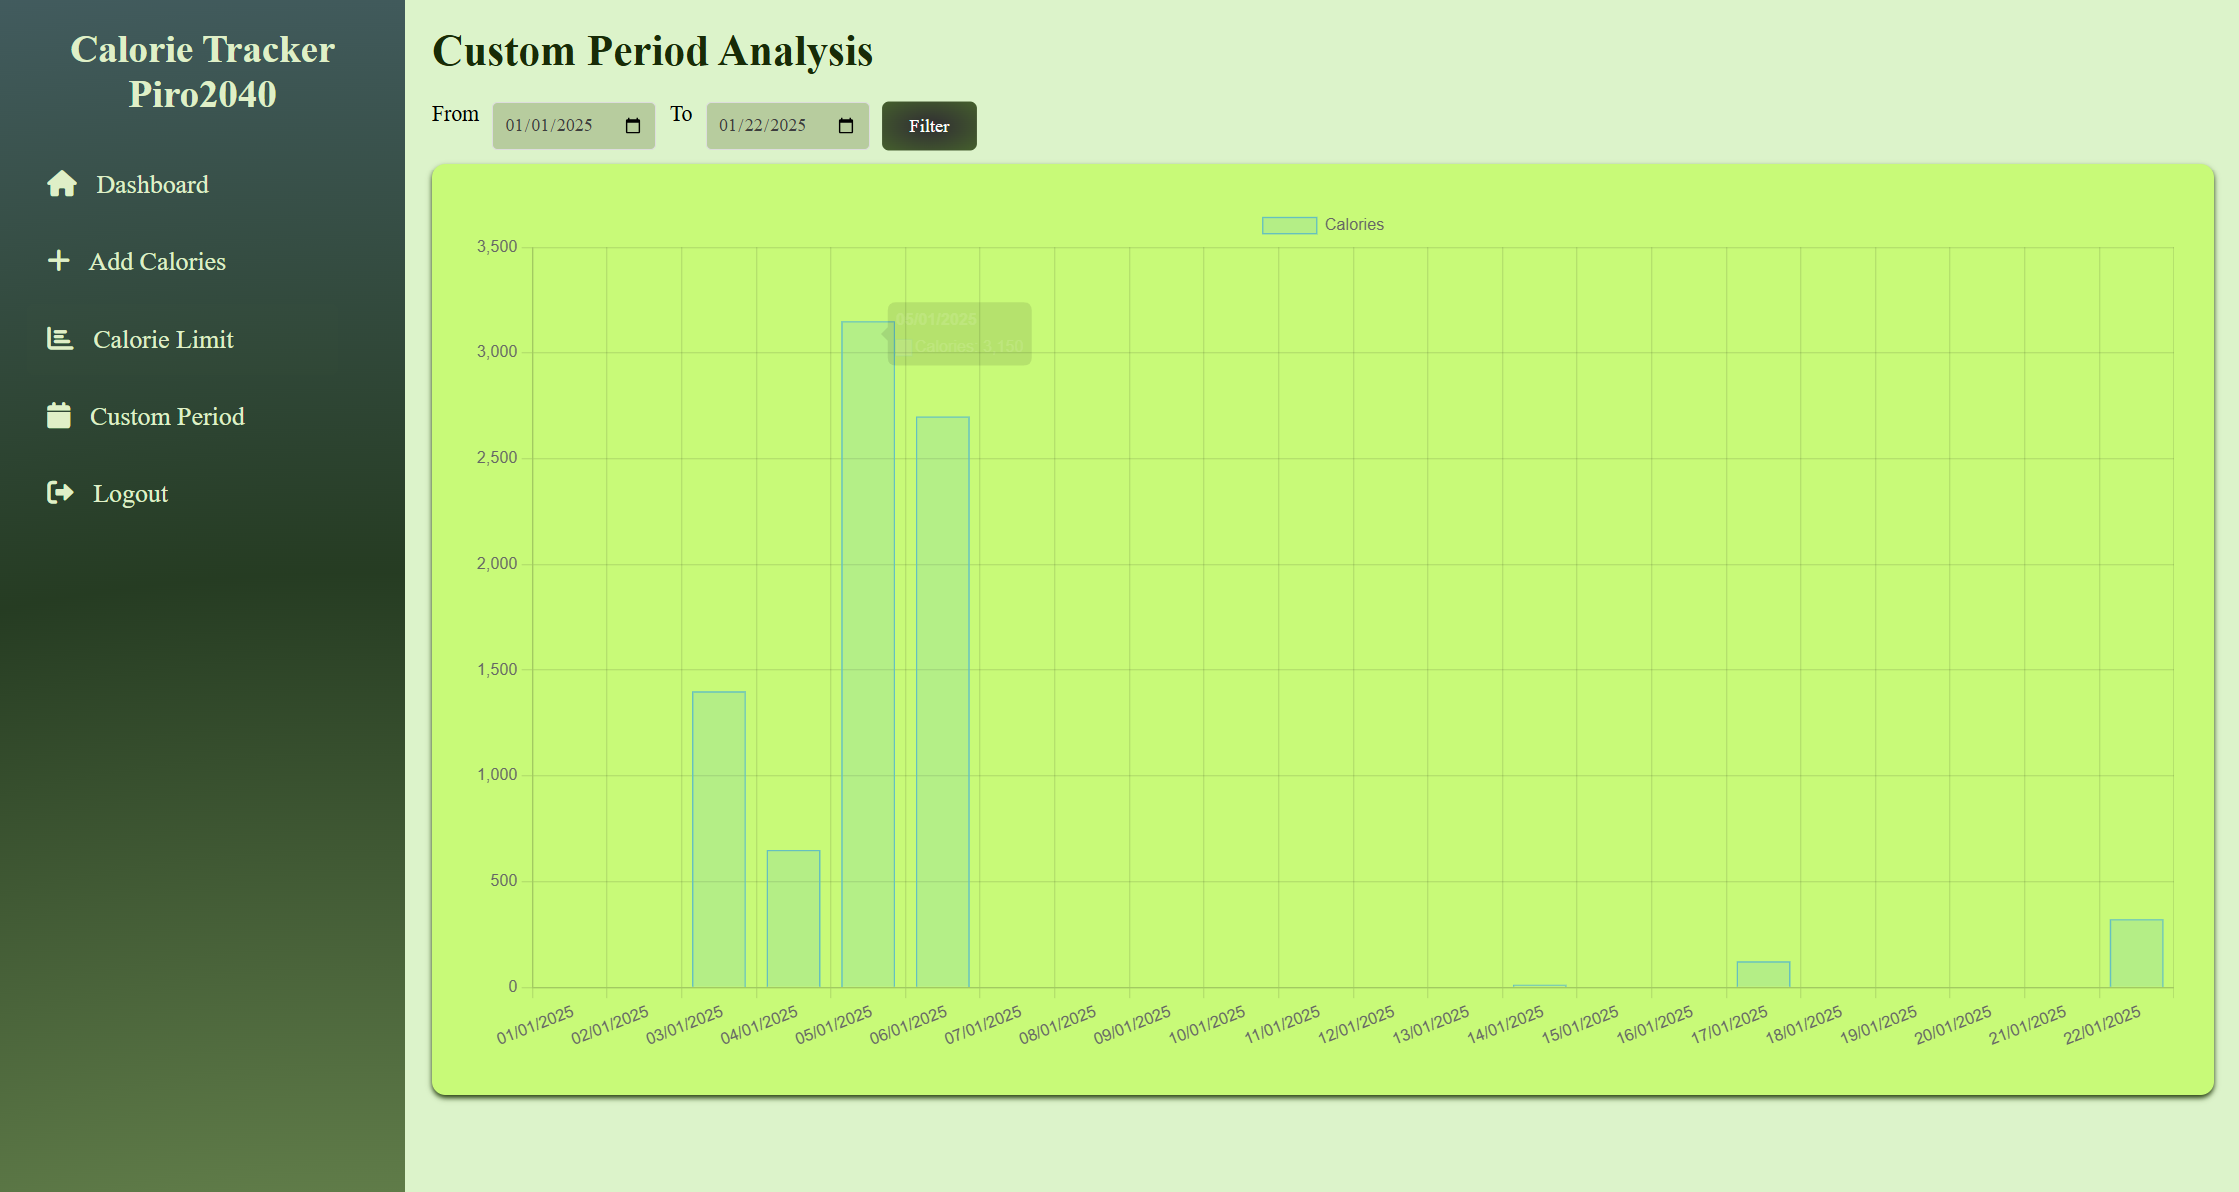 Calorie Tracker
Piro2040
Dashboard
Add Calories
Calorie Limit
Custom Period
Logout
Custom Period Analysis
From 01/01/2025 To 01/22/2025 Filter
Calories
3,500
3,000
2,500
2,000
1,500
1,000
500
0
05/01/2025
Calories: 3,150
01/01/2025 02/01/2025 03/01/2025 04/01/2025 05/01/2025 06/01/2025 07/01/2025 08/01/2025 09/01/2025 10/01/2025 11/01/2025 12/01/2025 13/01/2025 14/01/2025 15/01/2025 16/01/2025 17/01/2025 18/01/2025 19/01/2025 20/01/2025 21/01/2025 22/01/2025